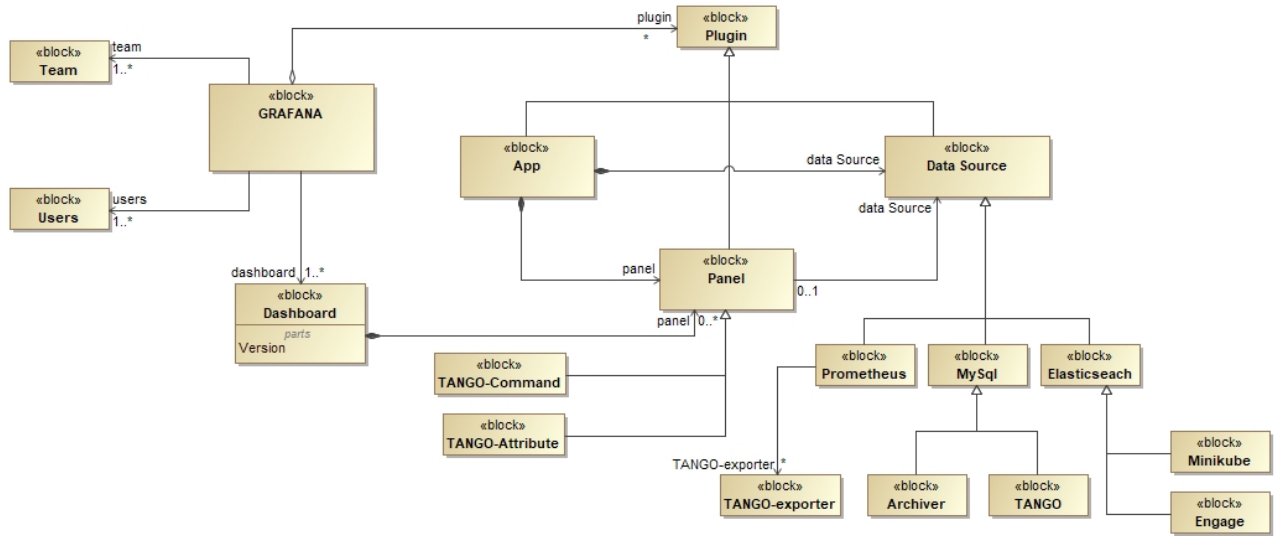 «block»
Plugin
plugin
*
«block»
Team
team
1..*
«block»
GRAFANA
«block»
App
data Source
«block»
Data Source
data Source
«block»
Users
users
1..*
dashboard
1..*
panel
«block»
Panel
0..1
«block»
Dashboard
parts
Version
panel
0..*
«block»
TANGO-Command
«block»
TANGO-Attribute
«block»
Prometheus
«block»
MySql
«block»
Elasticseach
TANGO-exporter
*
«block»
TANGO-exporter
«block»
Archiver
«block»
TANGO
«block»
Minikube
«block»
Engage